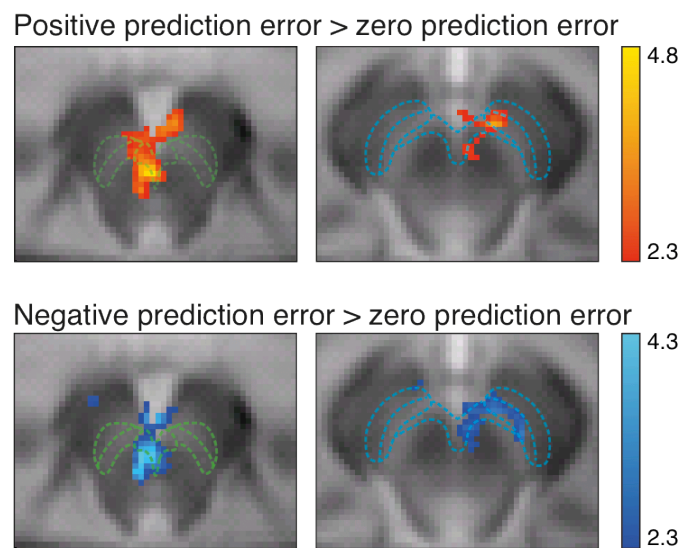 Positive prediction error > zero prediction error
4.8
2.3
Negative prediction error > zero prediction error
4.3
2.3